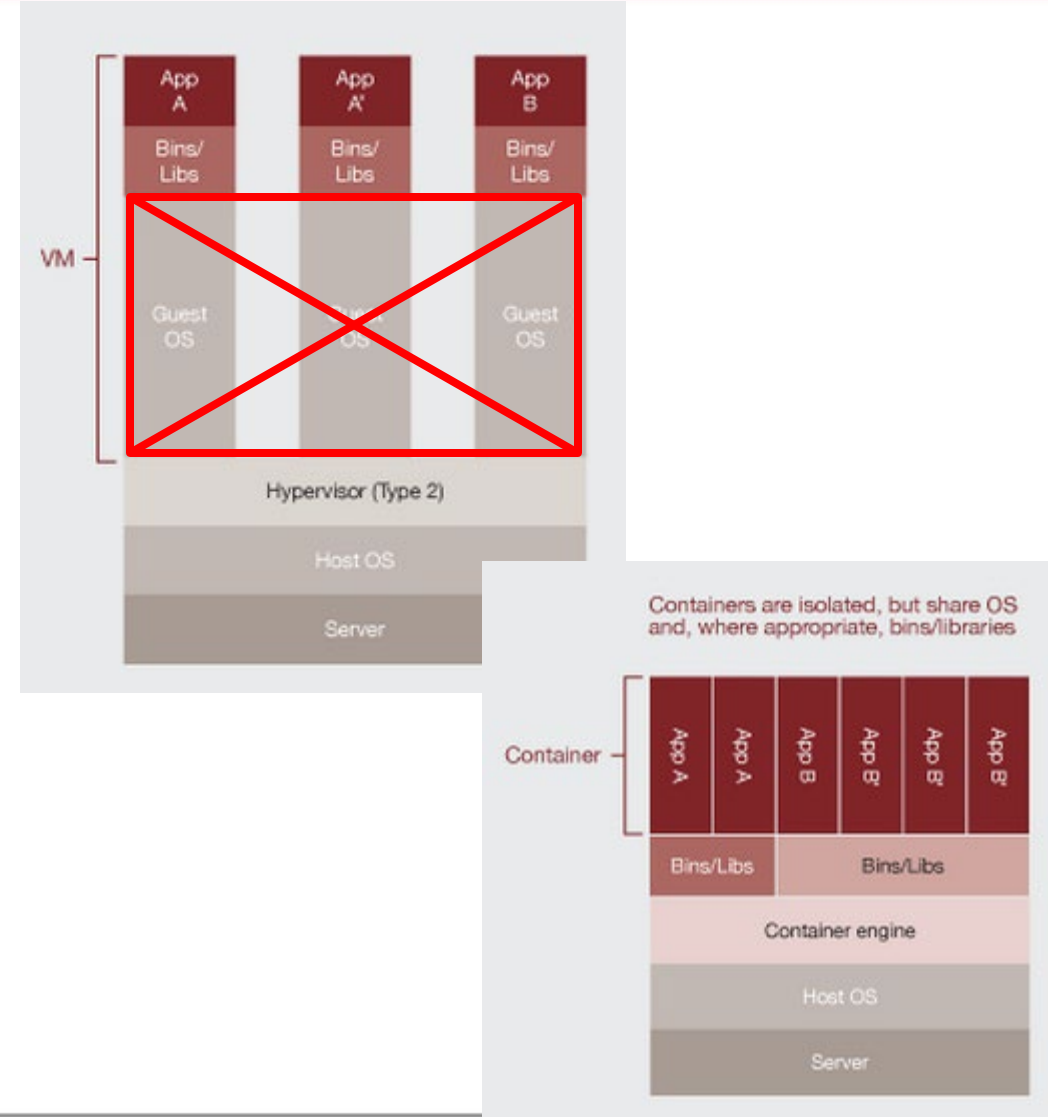 App
A
App
A'
App
B
Bins/
Libs
Bins/
Libs
Bins/
Libs
VM
Guest
OS
Guest
OS
Guest
OS
Hypervisor (Type 2)
Host OS
Server
Containers are isolated, but share OS
and, where appropriate, bins/libraries
Container
App A
App A
App B
App B'
App B'
App B'
Bins/Libs
Bins/Libs
Container engine
Host OS
Server